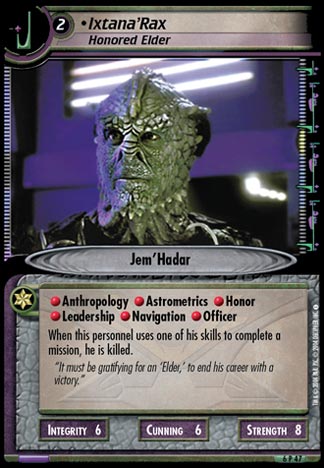 2
•Ixtana'Rax
Honored Elder
Jem'Hadar
• Anthropology • Astrometrics • Honor
• Leadership • Navigation • Officer
When this personnel uses one of his skills to complete a
mission, he is killed.
"It must be gratifying for an 'Elder,' to end his career with a
victory."
INTEGRITY 6 CUNNING 6 STRENGTH 8
6 P 47